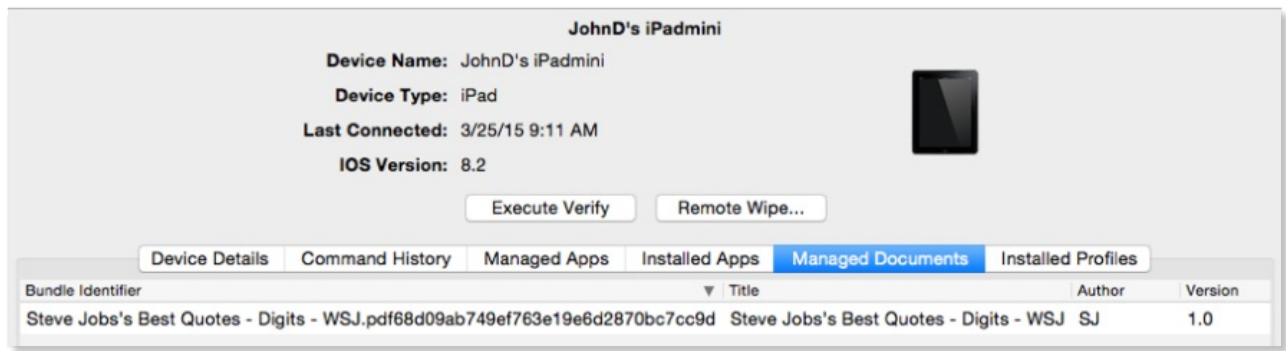 JohnD's iPadmini
Device Name: JohnD's iPadmini
Device Type: iPad
Last Connected: 3/25/15 9:11 AM
IOS Version: 8.2
Execute Verify Remote Wipe...
Device Details Command History Managed Apps Installed Apps Managed Documents Installed Profiles
Bundle Identifier Title Author Version
Steve Jobs's Best Quotes - Digits - WSJ.pdf68d09ab749ef763e19e6d2870bc7cc9d Steve Jobs's Best Quotes - Digits - WSJ SJ 1.0